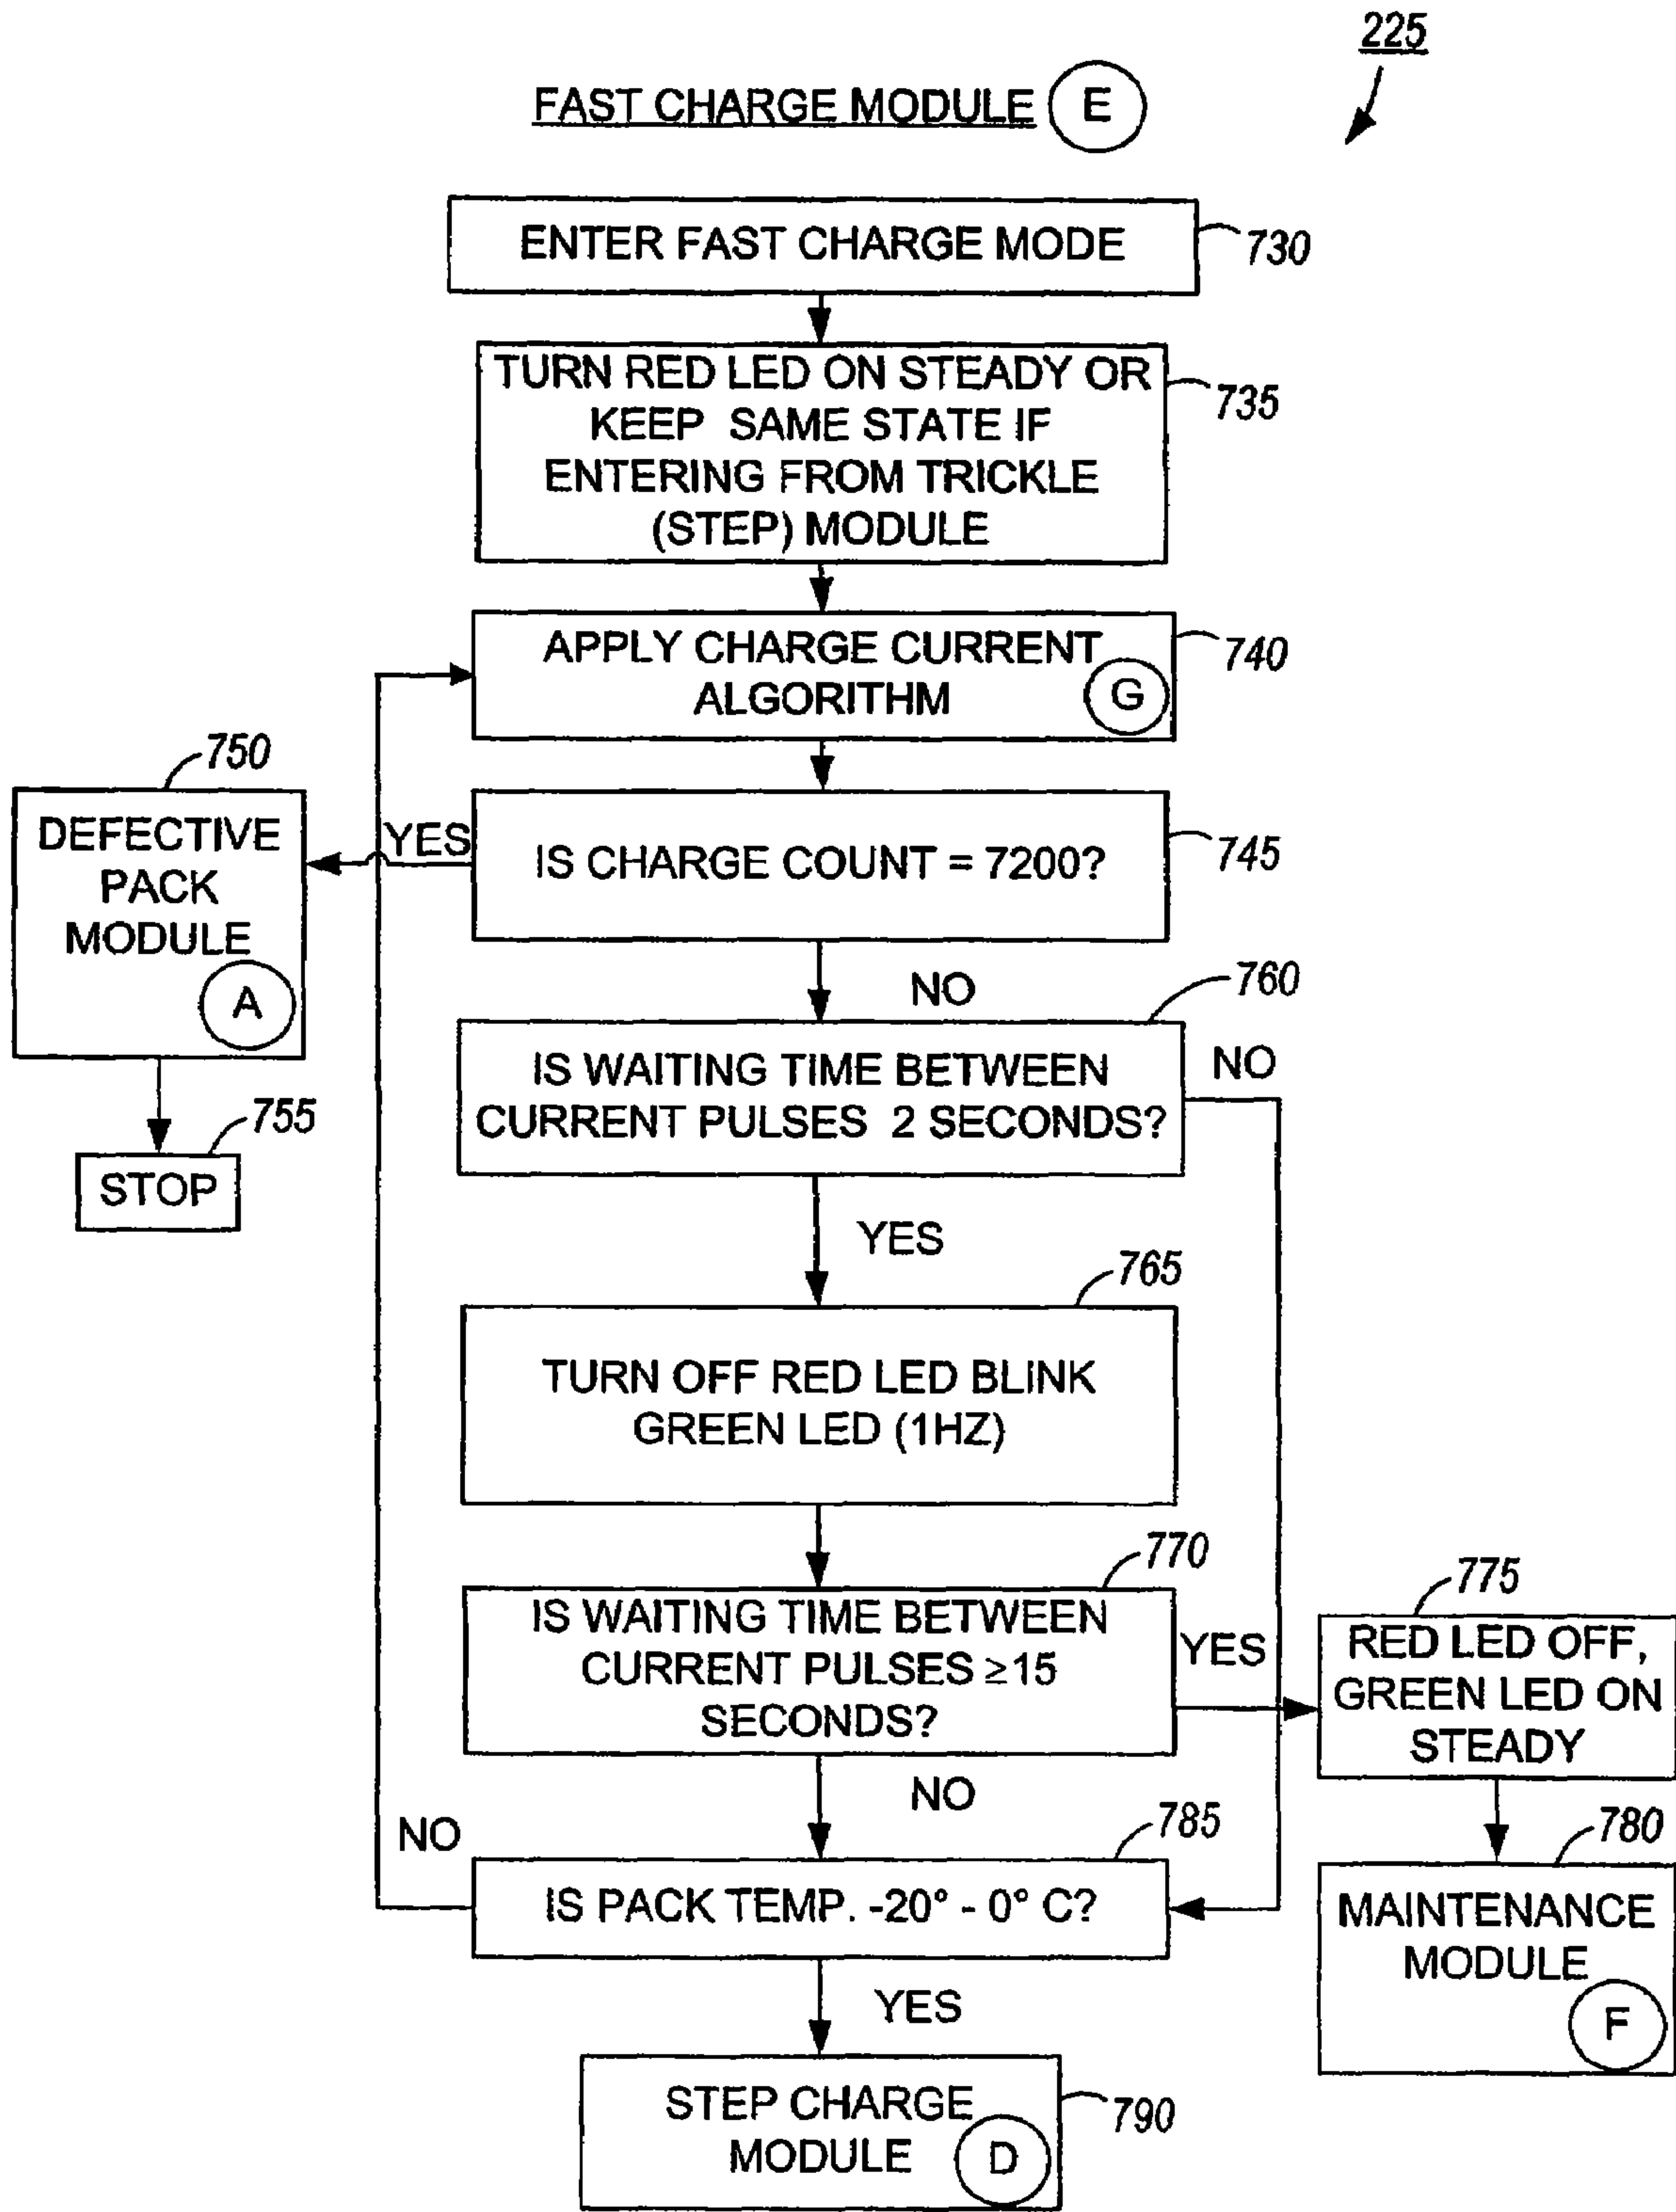 225
FAST CHARGE MODULE E
ENTER FAST CHARGE MODE
730
TURN RED LED ON STEADY OR
KEEP SAME STATE IF
ENTERING FROM TRICKLE
(STEP) MODULE
735
APPLY CHARGE CURRENT
ALGORITHM
G
740
750
DEFECTIVE
PACK
MODULE
A
YES
IS CHARGE COUNT = 7200?
745
NO
755
STOP
760
IS WAITING TIME BETWEEN
CURRENT PULSES 2 SECONDS?
NO
YES
765
TURN OFF RED LED BLINK
GREEN LED (1HZ)
770
IS WAITING TIME BETWEEN
CURRENT PULSES ≥15
SECONDS?
YES
775
RED LED OFF,
GREEN LED ON
STEADY
NO
780
MAINTENANCE
MODULE
F
NO
785
IS PACK TEMP. -20° - 0° C?
YES
STEP CHARGE
MODULE
D
790